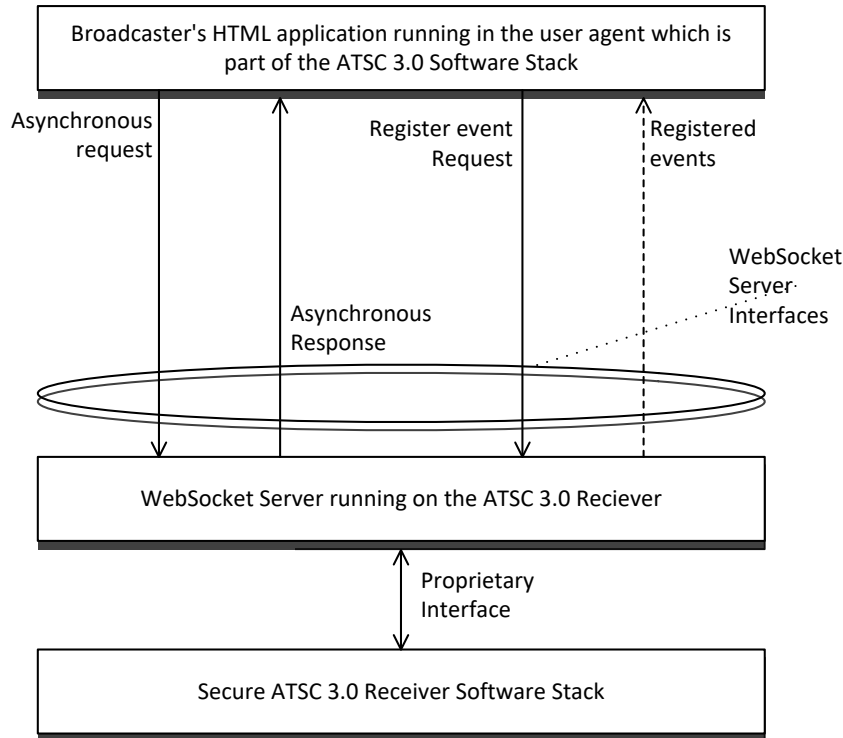 Broadcaster's HTML application running in the user agent which is
part of the ATSC 3.0 Software Stack
Asynchronous
request
Register event
Request
Registered
events
WebSocket
Server
Interfaces
Asynchronous
Response
WebSocket Server running on the ATSC 3.0 Reciever
Proprietary
Interface
Secure ATSC 3.0 Receiver Software Stack